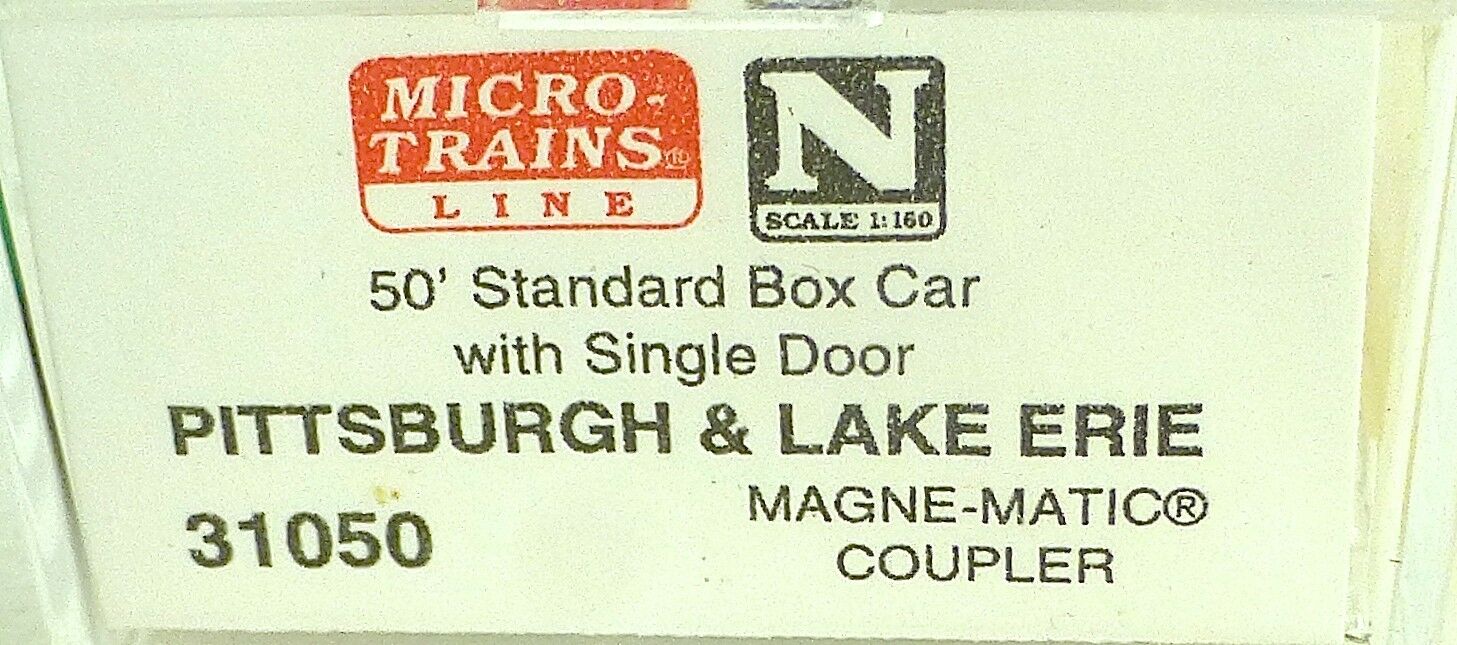 MICRO-
TRAINS®
LINE
N
SCALE 1:160
50' Standard Box Car
with Single Door
PITTSBURGH & LAKE ERIE
31050
MAGNE-MATIC®
COUPLER